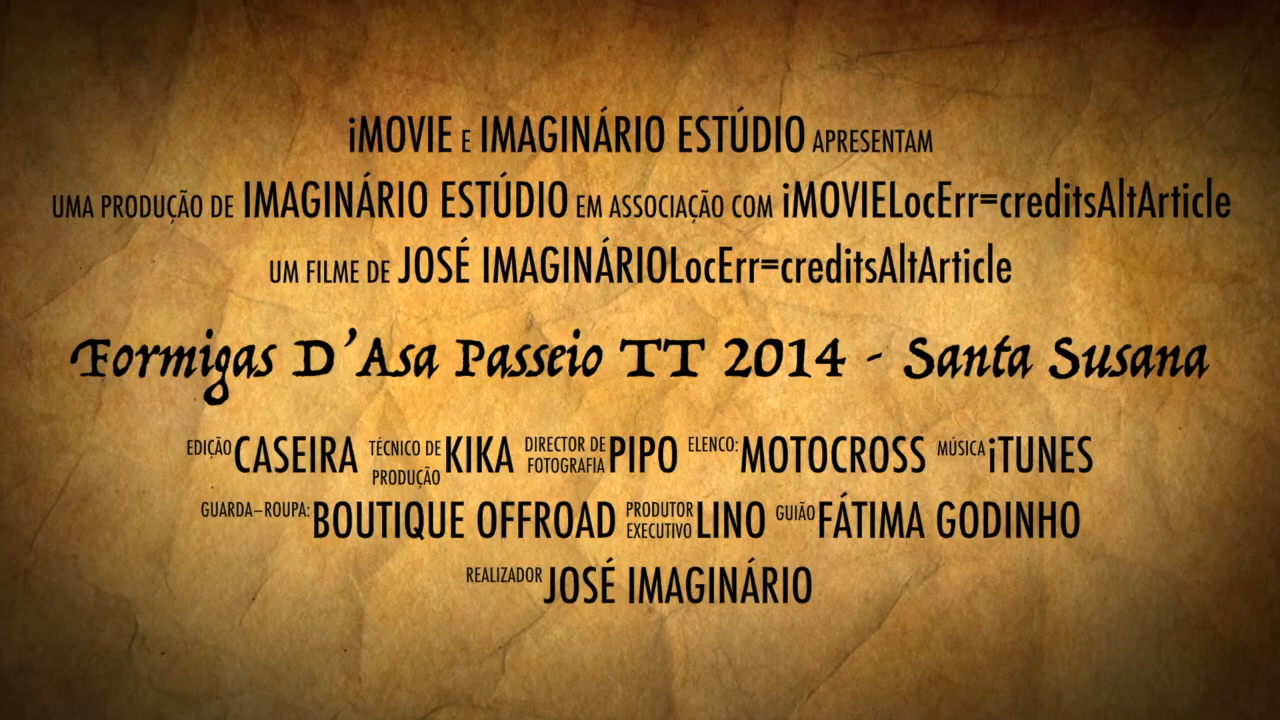 iMOVIE E IMAGINÁRIO ESTÚDIO APRESENTAM
UMA PRODUÇÃO DE IMAGINÁRIO ESTÚDIO EM ASSOCIAÇÃO COM iMOVIELocErr=creditsAltArticle
UM FILME DE JOSÉ IMAGINÁRIOLocErr=creditsAltArticle
Formigas D'Asa Passeio TT 2014 - Santa Susana
EDIÇÃO CASEIRA TÉCNICO DE PRODUÇÃO KIKA DIRECTOR DE FOTOGRAFIA PIPO ELENCO: MOTOCROSS MÚSICA iTUNES
GUARDA–ROUPA: BOUTIQUE OFFROAD PRODUTOR EXECUTIVO LINO GUIÃO FÁTIMA GODINHO
REALIZADOR JOSÉ IMAGINÁRIO